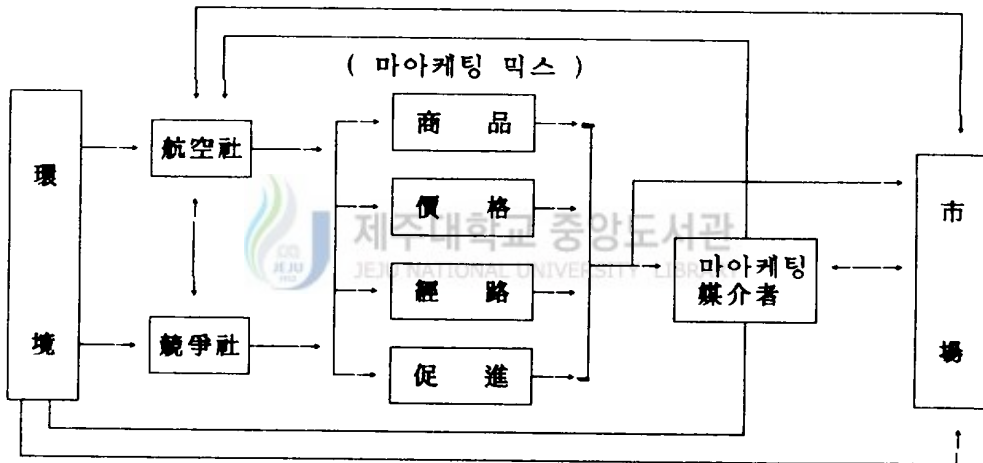 ( 마아케팅 믹스 )
環境
航空社
競爭社
商 品
價 格
經 路
促 進
마아케팅
媒介者
市場
제주대학교 중앙도서관
JEJU NATIONAL UNIVERSITY LIBRARY
JEJU